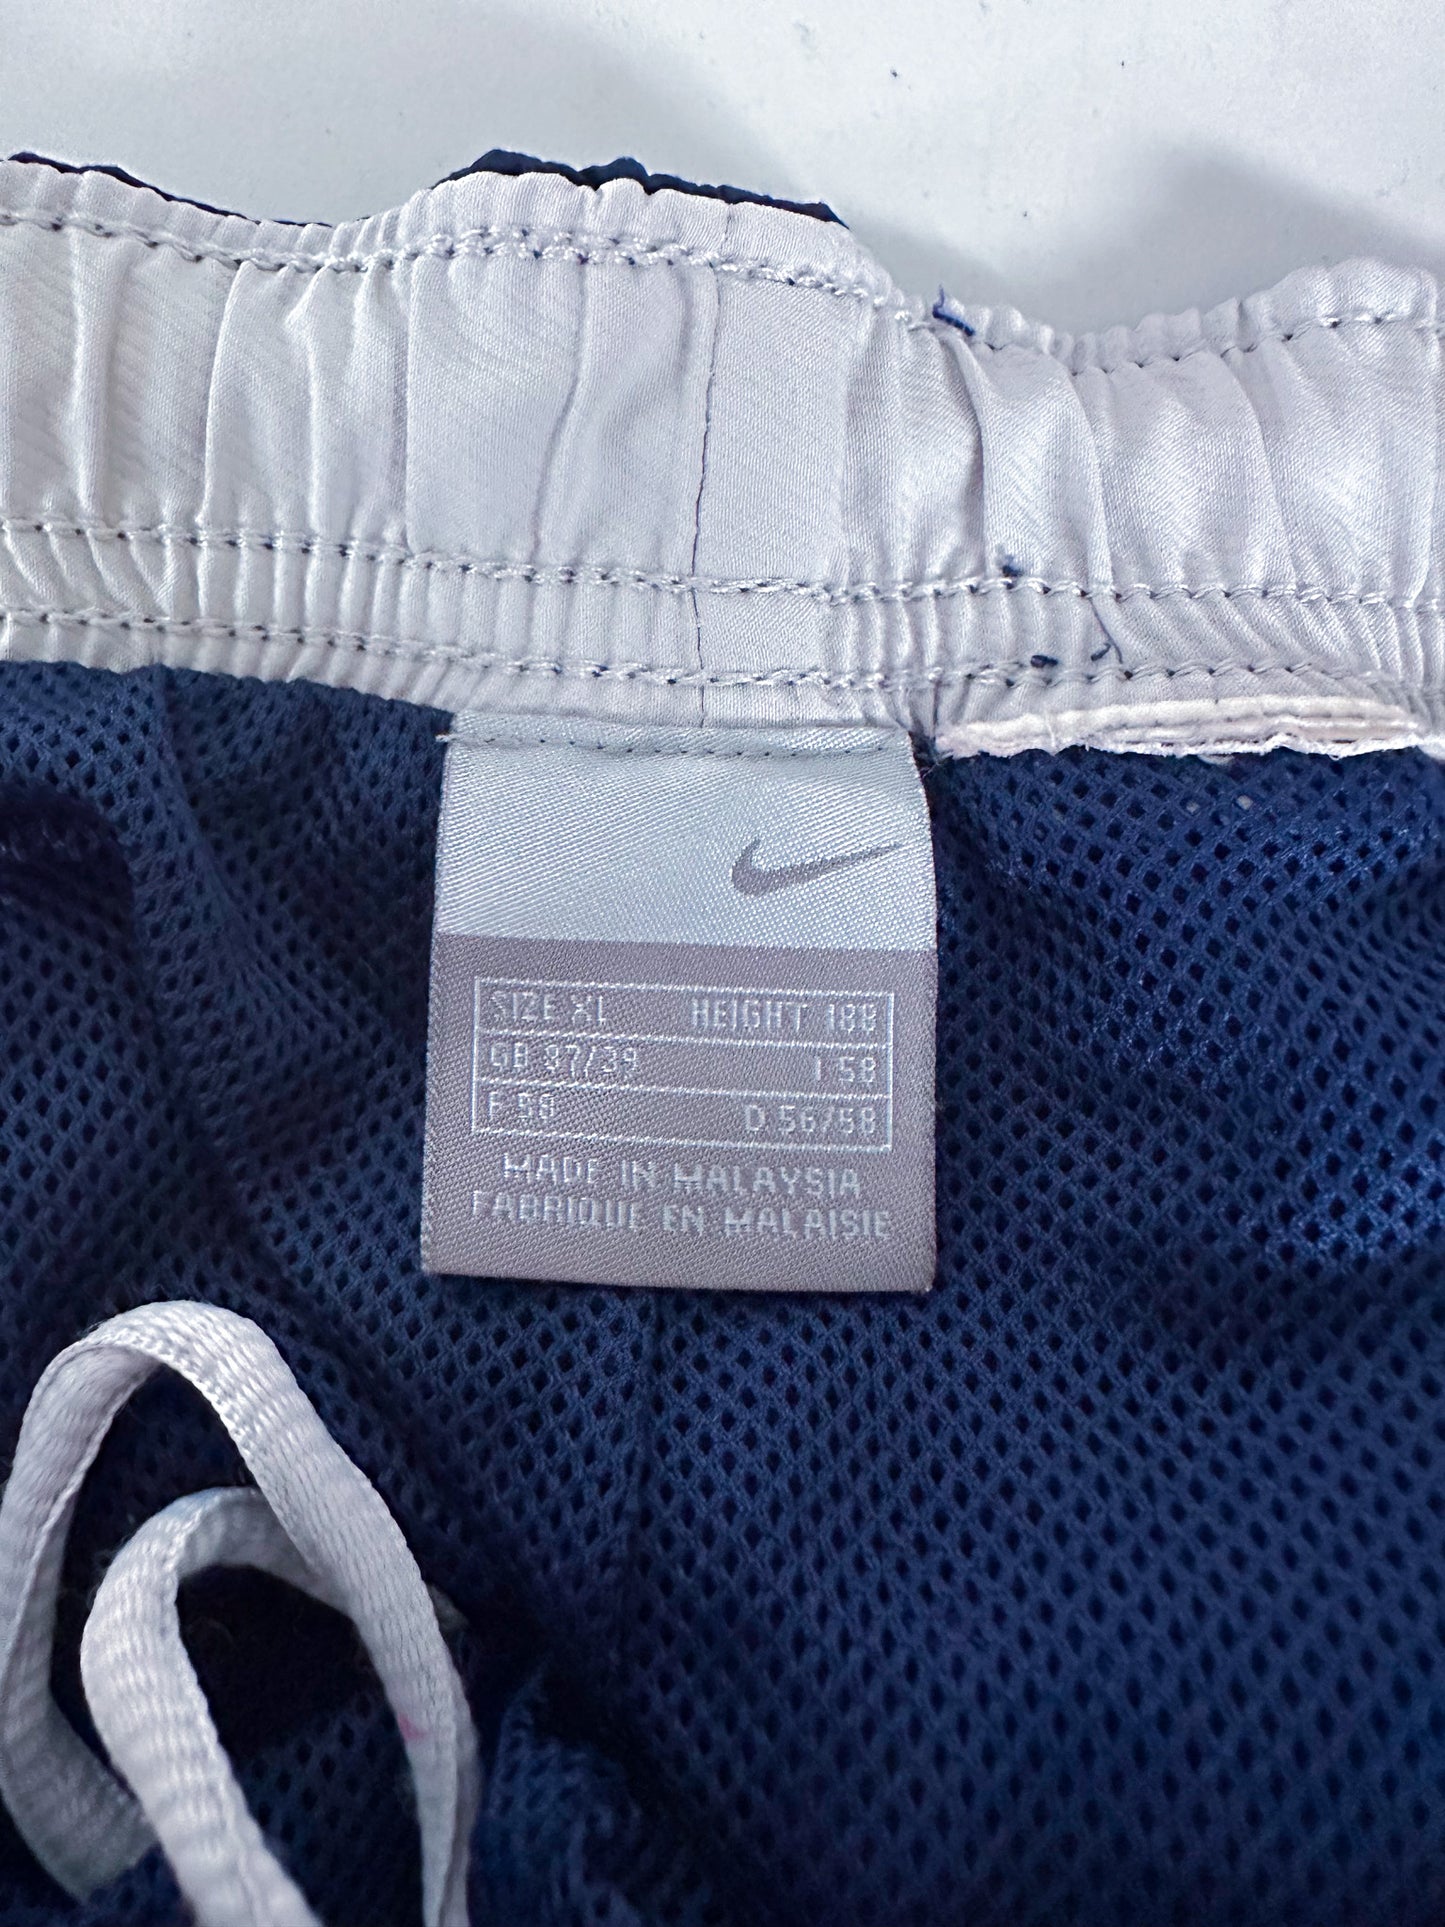 SIZE XL HEIGHT 188
GB 37/39 I 58
F 58 D 56/58
MADE IN MALAYSIA
FABRIQUE EN MALAISIE